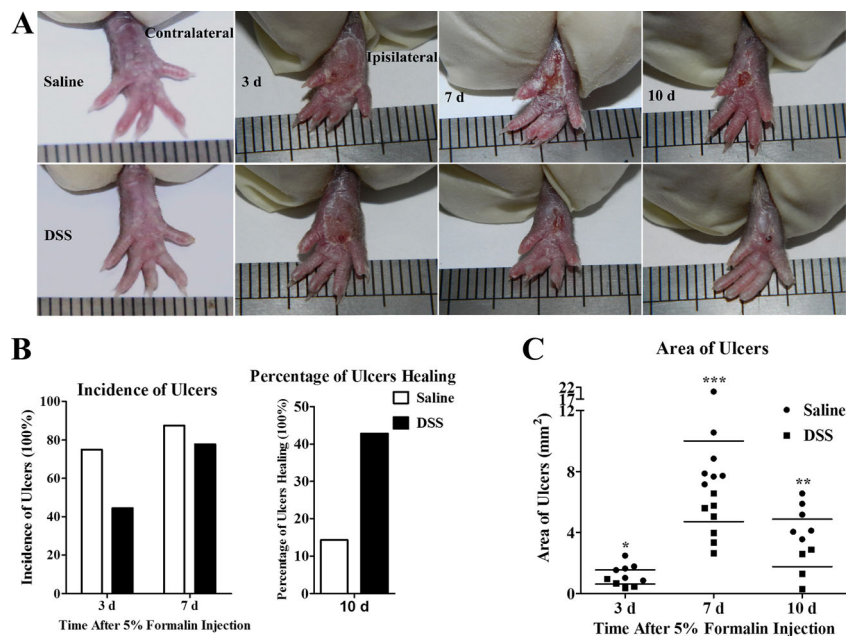 A
Contralateral
Saline
3 d
Ipisilateral
7 d
10 d
DSS
B
Incidence of Ulcers
Incidence of Ulcers (100%)
100
80
60
40
20
0
3 d
7 d
Time After 5% Formalin Injection
Percentage of Ulcers Healing
Percentage of Ulcers Healing (100%)
50
40
30
20
10
0
10 d
Saline
DSS
C
Area of Ulcers
Area of Ulcers (mm²)
22
17
12
8
4
0
*
***
**
Saline
DSS
3 d
7 d
10 d
Time After 5% Formalin Injection